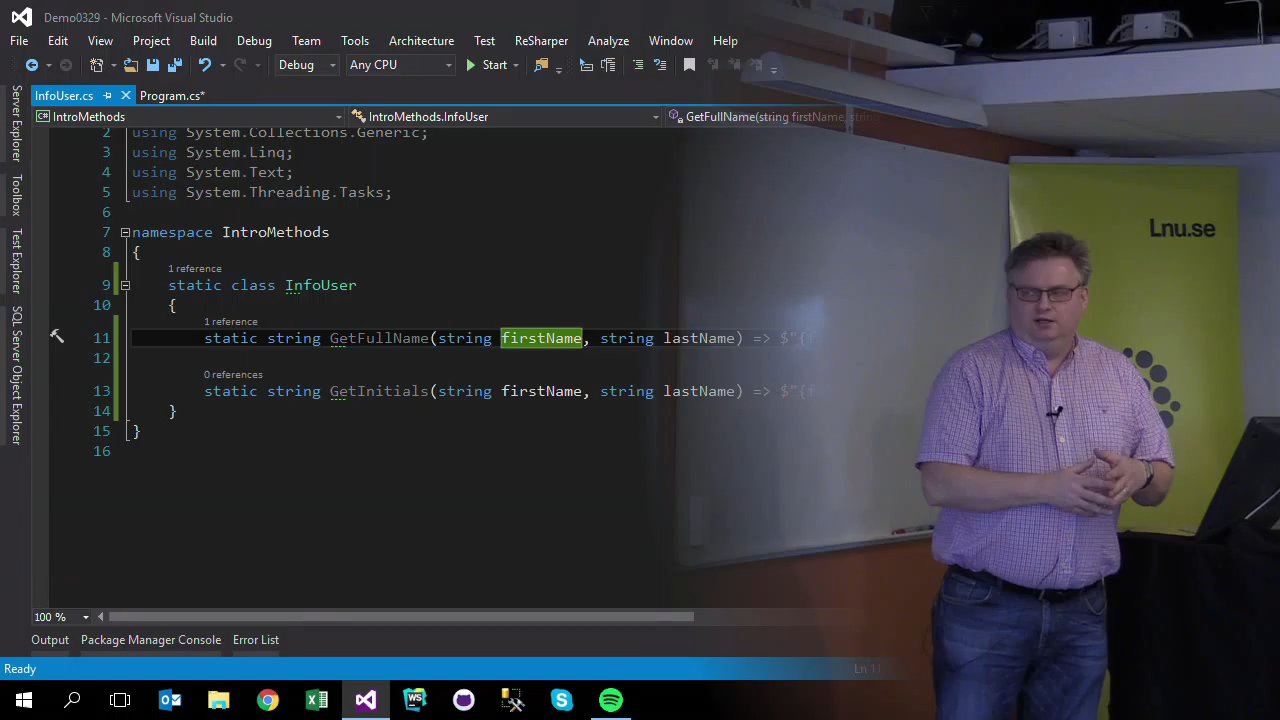 Demo0329 - Microsoft Visual Studio
File Edit View Project Build Debug Team Tools Architecture Test ReSharper Analyze Window Help
Debug Any CPU Start
InfoUser.cs Program.cs*
C# IntroMethods IntroMethods.InfoUser GetFullName(string firstName, string
Server Explorer
Toolbox
Test Explorer
SQL Server Object Explorer
2 using System.Collections.Generic;
3 using System.Linq;
4 using System.Text;
5 using System.Threading.Tasks;
6
7 namespace IntroMethods
8 {
1 reference
9 static class InfoUser
10 {
1 reference
11 static string GetFullName(string firstName, string lastName) => $"{f
12
0 references
13 static string GetInitials(string firstName, string lastName) => $"{f
14 }
15 }
16
100 %
Output Package Manager Console Error List
Ready Ln 11
WS
Lnu.se